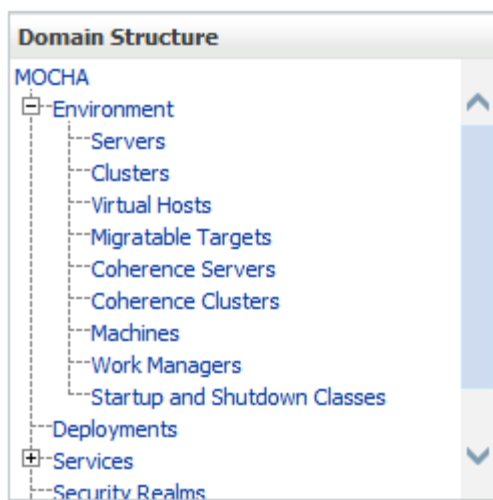 Domain Structure
MOCHA
Environment
Servers
Clusters
Virtual Hosts
Migratable Targets
Coherence Servers
Coherence Clusters
Machines
Work Managers
Startup and Shutdown Classes
Deployments
Services
Security Realms